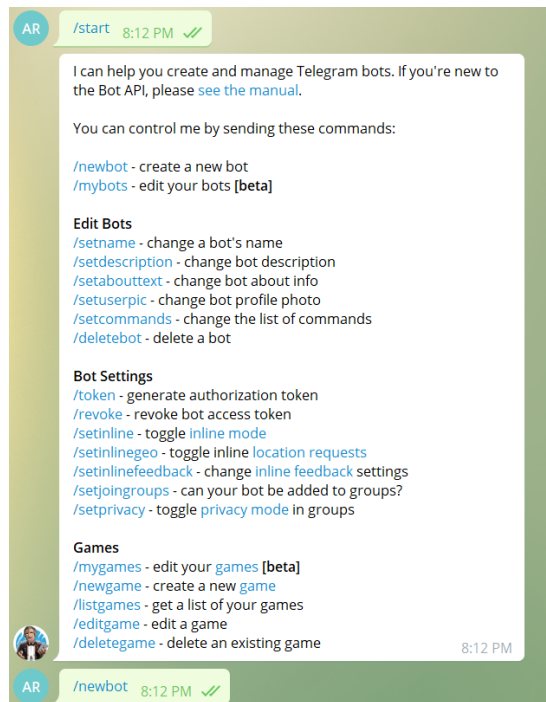 AR
/start 8:12 PM
I can help you create and manage Telegram bots. If you're new to
the Bot API, please see the manual.
You can control me by sending these commands:
/newbot - create a new bot
/mybots - edit your bots [beta]
Edit Bots
/setname - change a bot's name
/setdescription - change bot description
/setabouttext - change bot about info
/setuserpic - change bot profile photo
/setcommands - change the list of commands
/deletebot - delete a bot
Bot Settings
/token - generate authorization token
/revoke - revoke bot access token
/setinline - toggle inline mode
/setinlinegeo - toggle inline location requests
/setinlinefeedback - change inline feedback settings
/setjoingroups - can your bot be added to groups?
/setprivacy - toggle privacy mode in groups
Games
/mygames - edit your games [beta]
/newgame - create a new game
/listgames - get a list of your games
/editgame - edit a game
/deletegame - delete an existing game
8:12 PM
AR
/newbot 8:12 PM